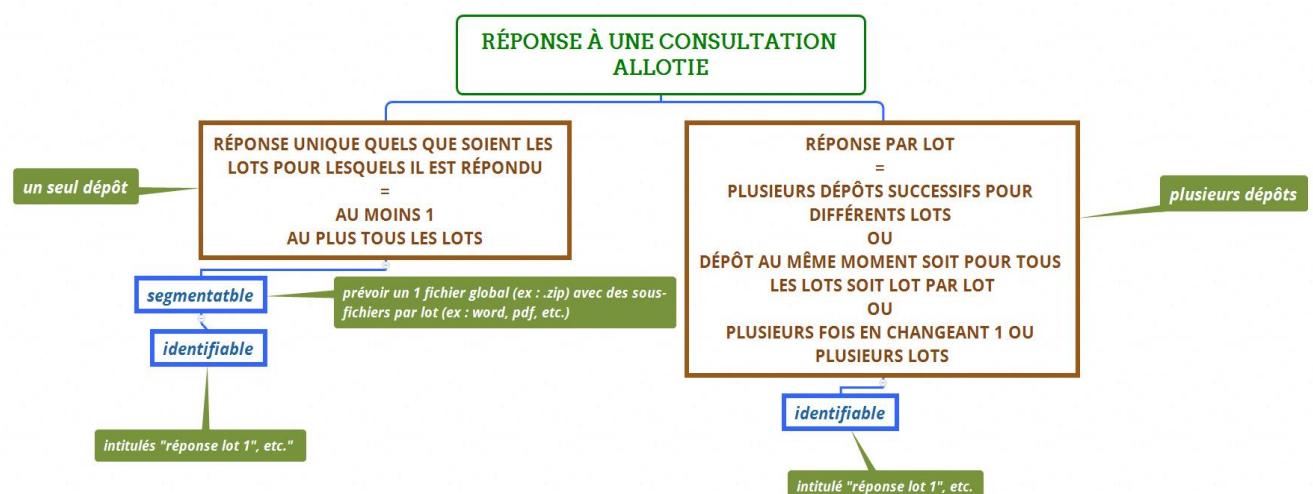 RÉPONSE À UNE CONSULTATION
ALLOTIE
un seul dépôt
RÉPONSE UNIQUE QUELS QUE SOIENT LES
LOTS POUR LESQUELS IL EST RÉPONDU
=
AU MOINS 1
AU PLUS TOUS LES LOTS
segmentatble
prévoir un 1 fichier global (ex : .zip) avec des sous-
fichiers par lot (ex : word, pdf, etc.)
identifiable
intitulés "réponse lot 1", etc."
RÉPONSE PAR LOT
=
PLUSIEURS DÉPÔTS SUCCESSIFS POUR
DIFFÉRENTS LOTS
OU
DÉPÔT AU MÊME MOMENT SOIT POUR TOUS
LES LOTS SOIT LOT PAR LOT
OU
PLUSIEURS FOIS EN CHANGEANT 1 OU
PLUSIEURS LOTS
plusieurs dépôts
identifiable
intitulé "réponse lot 1", etc.